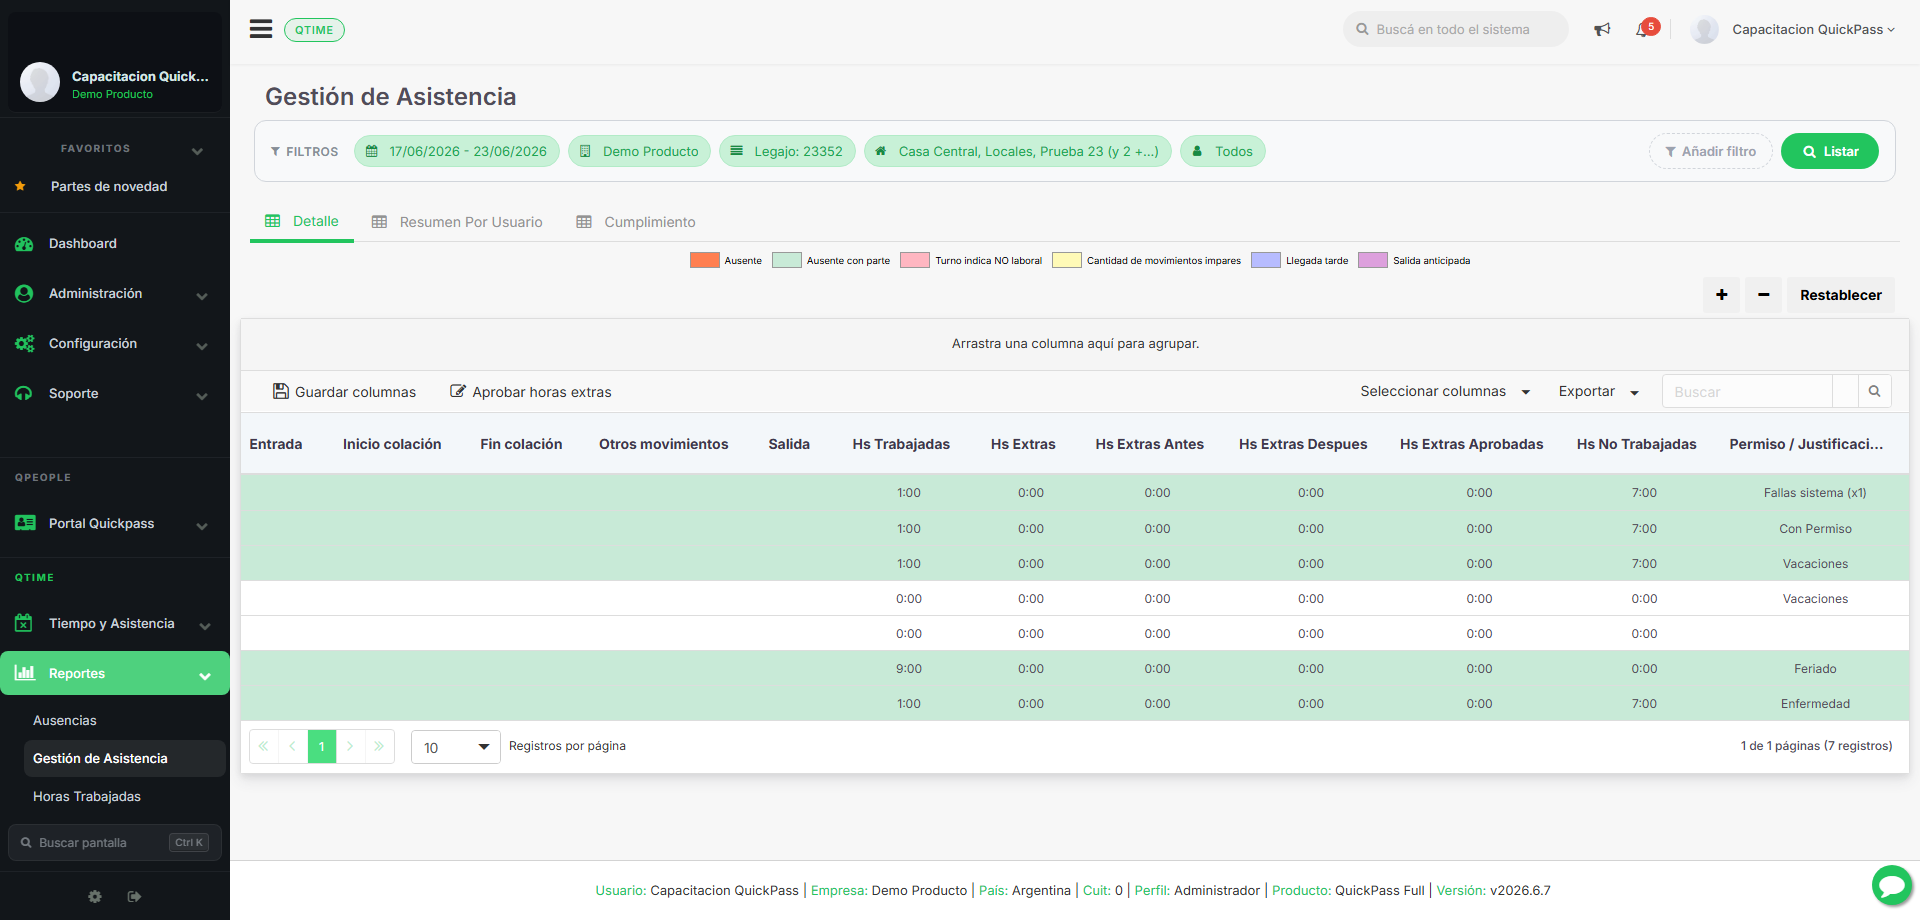 Capacitacion Quick...
Demo Producto
FAVORITOS
Partes de novedad
Dashboard
Administración
Configuración
Soporte
QPEOPLE
Portal Quickpass
QTIME
Tiempo y Asistencia
Reportes
Ausencias
Gestión de Asistencia
Horas Trabajadas
Buscar pantalla Ctrl K
QTIME
Buscá en todo el sistema
5
Capacitacion QuickPass
Gestión de Asistencia
FILTROS
17/06/2026 - 23/06/2026
Demo Producto
Legajo: 23352
Casa Central, Locales, Prueba 23 (y 2 +...)
Todos
Añadir filtro
Listar
Detalle
Resumen Por Usuario
Cumplimiento
Ausente
Ausente con parte
Turno indica NO laboral
Cantidad de movimientos impares
Llegada tarde
Salida anticipada
+ − Restablecer
Arrastra una columna aquí para agrupar.
Guardar columnas
Aprobar horas extras
Seleccionar columnas
Exportar
Buscar
Entrada Inicio colación Fin colación Otros movimientos Salida Hs Trabajadas Hs Extras Hs Extras Antes Hs Extras Despues Hs Extras Aprobadas Hs No Trabajadas Permiso / Justificaci...
1:00 0:00 0:00 0:00 0:00 7:00 Fallas sistema (x1)
1:00 0:00 0:00 0:00 0:00 7:00 Con Permiso
1:00 0:00 0:00 0:00 0:00 7:00 Vacaciones
0:00 0:00 0:00 0:00 0:00 0:00 Vacaciones
0:00 0:00 0:00 0:00 0:00 0:00
9:00 0:00 0:00 0:00 0:00 0:00 Feriado
1:00 0:00 0:00 0:00 0:00 7:00 Enfermedad
« ‹ 1 › » 10 Registros por página
1 de 1 páginas (7 registros)
Usuario: Capacitacion QuickPass | Empresa: Demo Producto | País: Argentina | Cuit: 0 | Perfil: Administrador | Producto: QuickPass Full | Versión: v2026.6.7